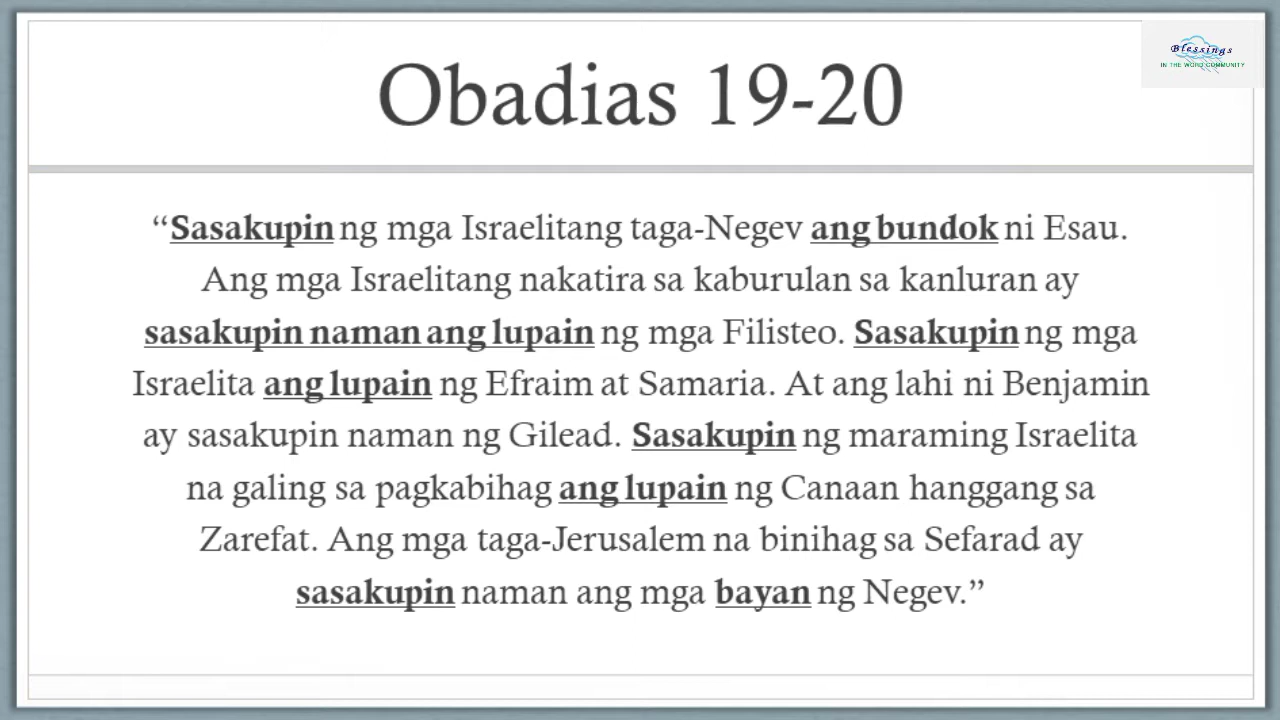 Blessings
IN THE WORD COMMUNITY
Obadias 19-20
“Sasakupin ng mga Israelitang taga-Negev ang bundok ni Esau.
Ang mga Israelitang nakatira sa kaburulan sa kanluran ay
sasakupin naman ang lupain ng mga Filisteo. Sasakupin ng mga
Israelita ang lupain ng Efraim at Samaria. At ang lahi ni Benjamin
ay sasakupin naman ng Gilead. Sasakupin ng maraming Israelita
na galing sa pagkabihag ang lupain ng Canaan hanggang sa
Zarefat. Ang mga taga-Jerusalem na binihag sa Sefarad ay
sasakupin naman ang mga bayan ng Negev.”